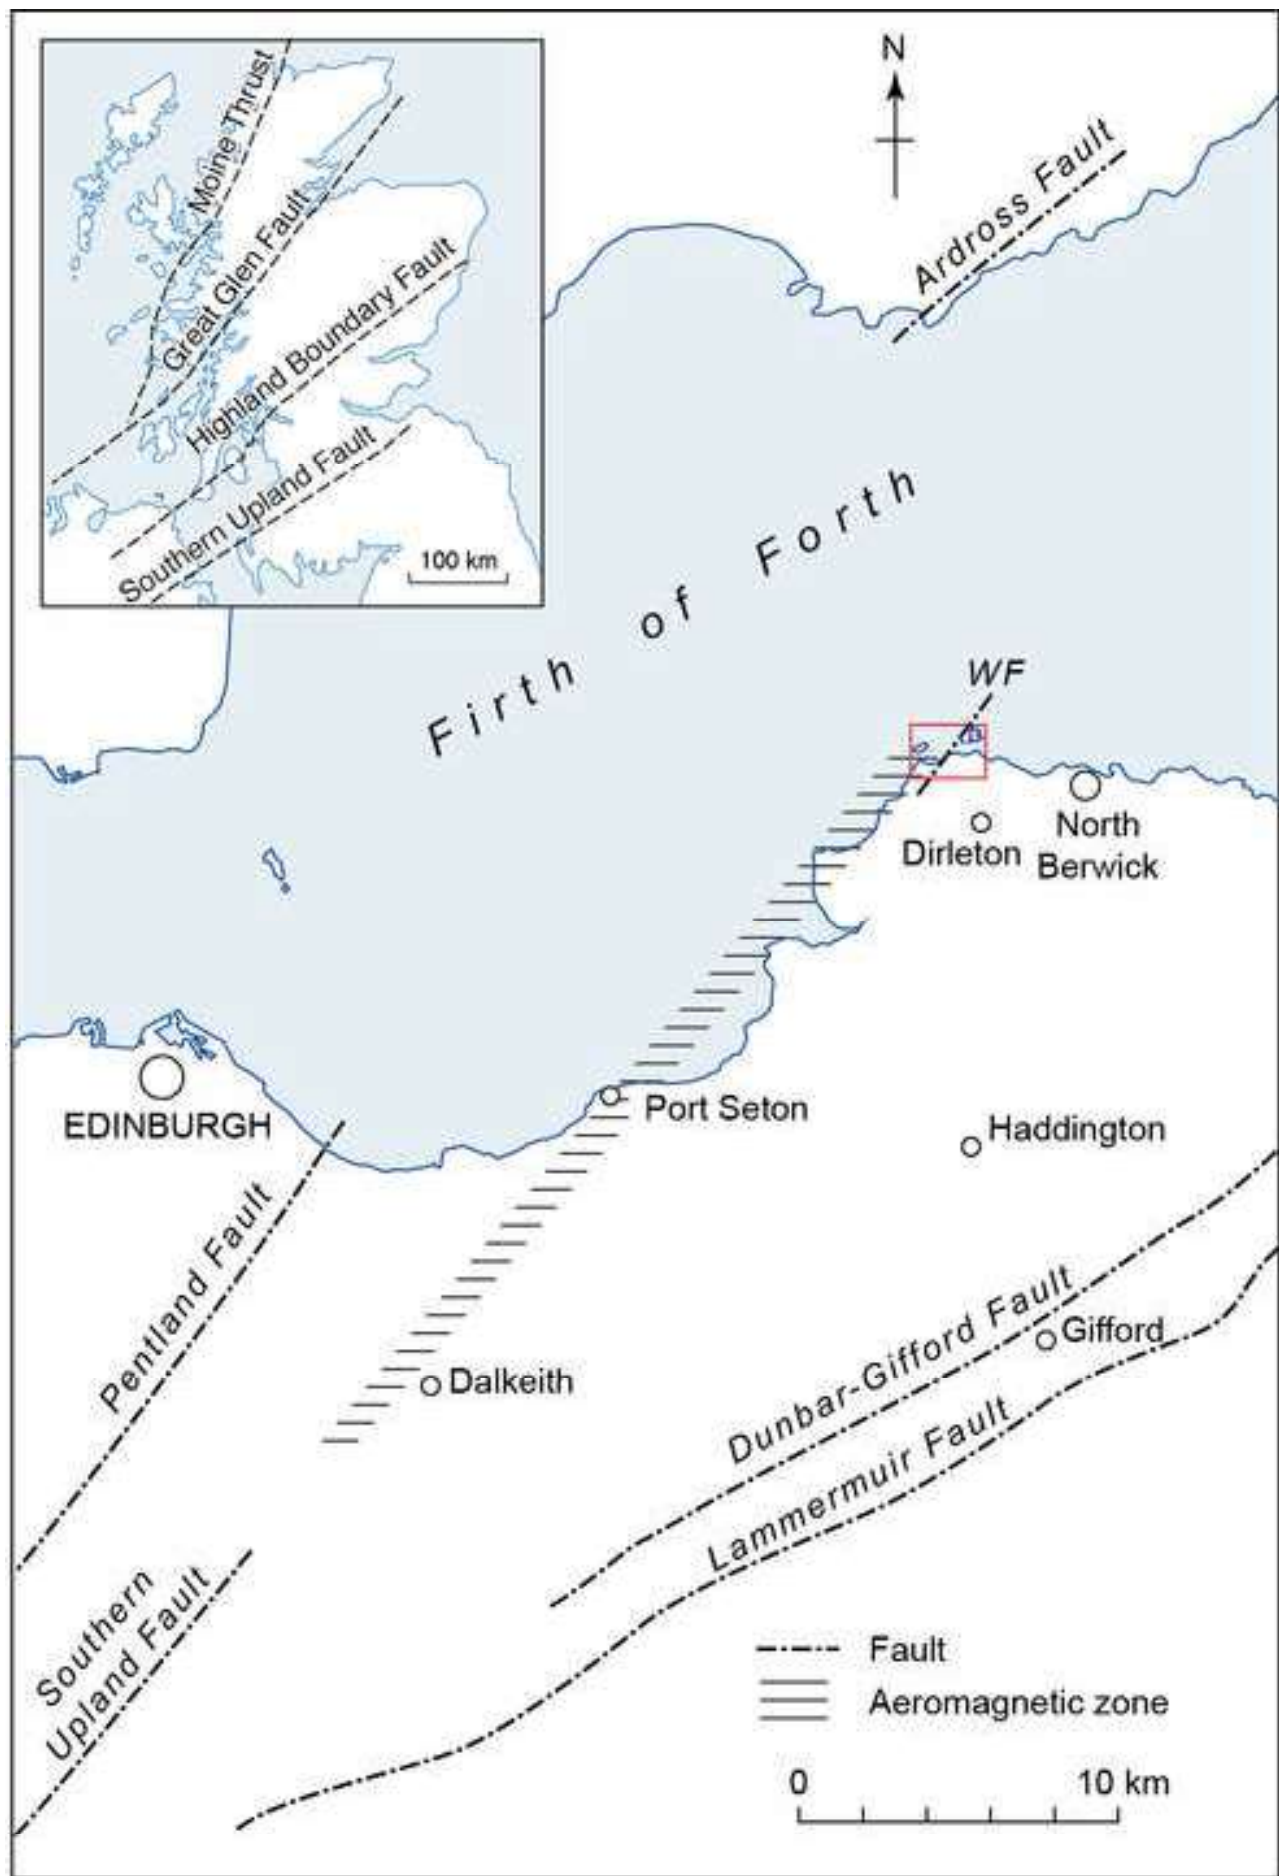 Moine Thrust
Great Glen Fault
Highland Boundary Fault
Southern Upland Fault
100 km
N
Ardross Fault
Firth of Forth
WF
Dirleton
North
Berwick
EDINBURGH
Port Seton
Haddington
Pentland Fault
Dunbar-Gifford Fault
Gifford
Dalkeith
Lammermuir Fault
Southern
Upland Fault
Fault
Aeromagnetic zone
0 10 km